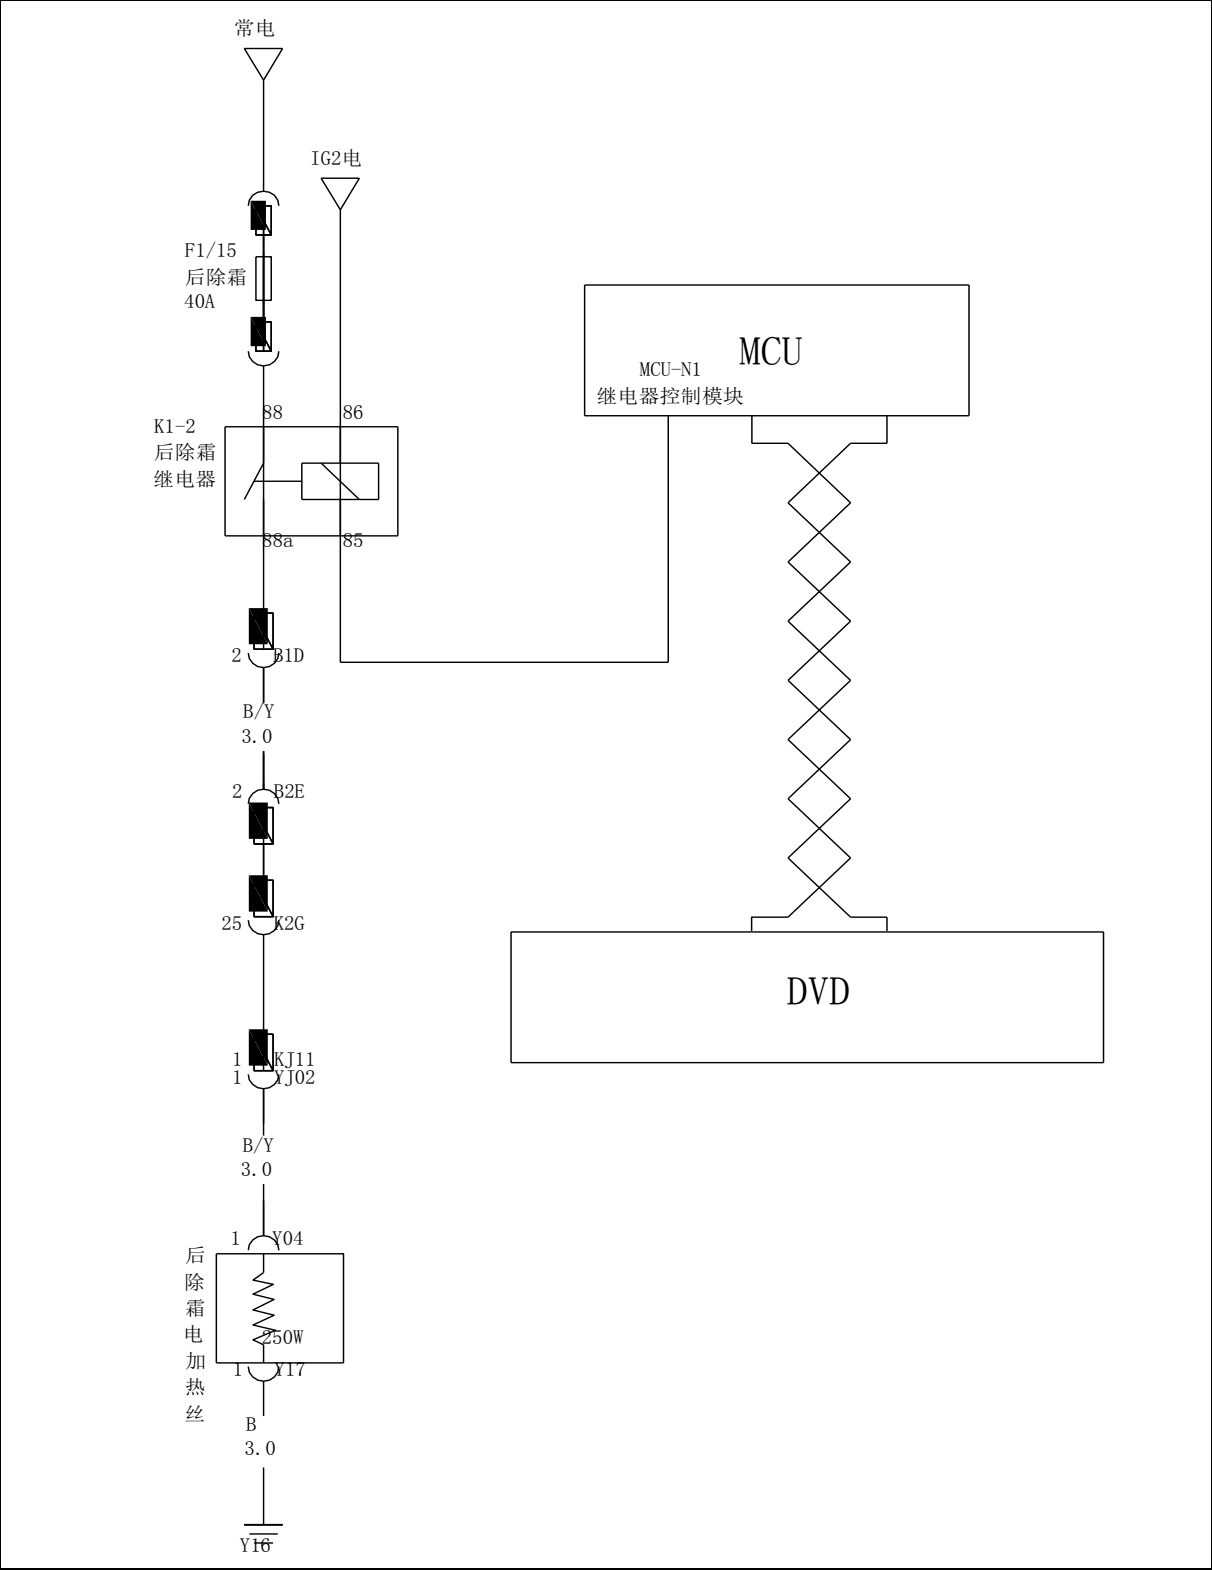 常电
IG2电
F1/15
后除霜
40A
MCU
MCU-N1
继电器控制模块
88
86
K1-2
后除霜
继电器
88a
85
2
B1D
B/Y
3.0
2
B2E
25
K2G
DVD
1
KJ11
1
YJ02
B/Y
3.0
1
Y04
后除霜电加热丝
250W
1
Y17
B
3.0
Y16